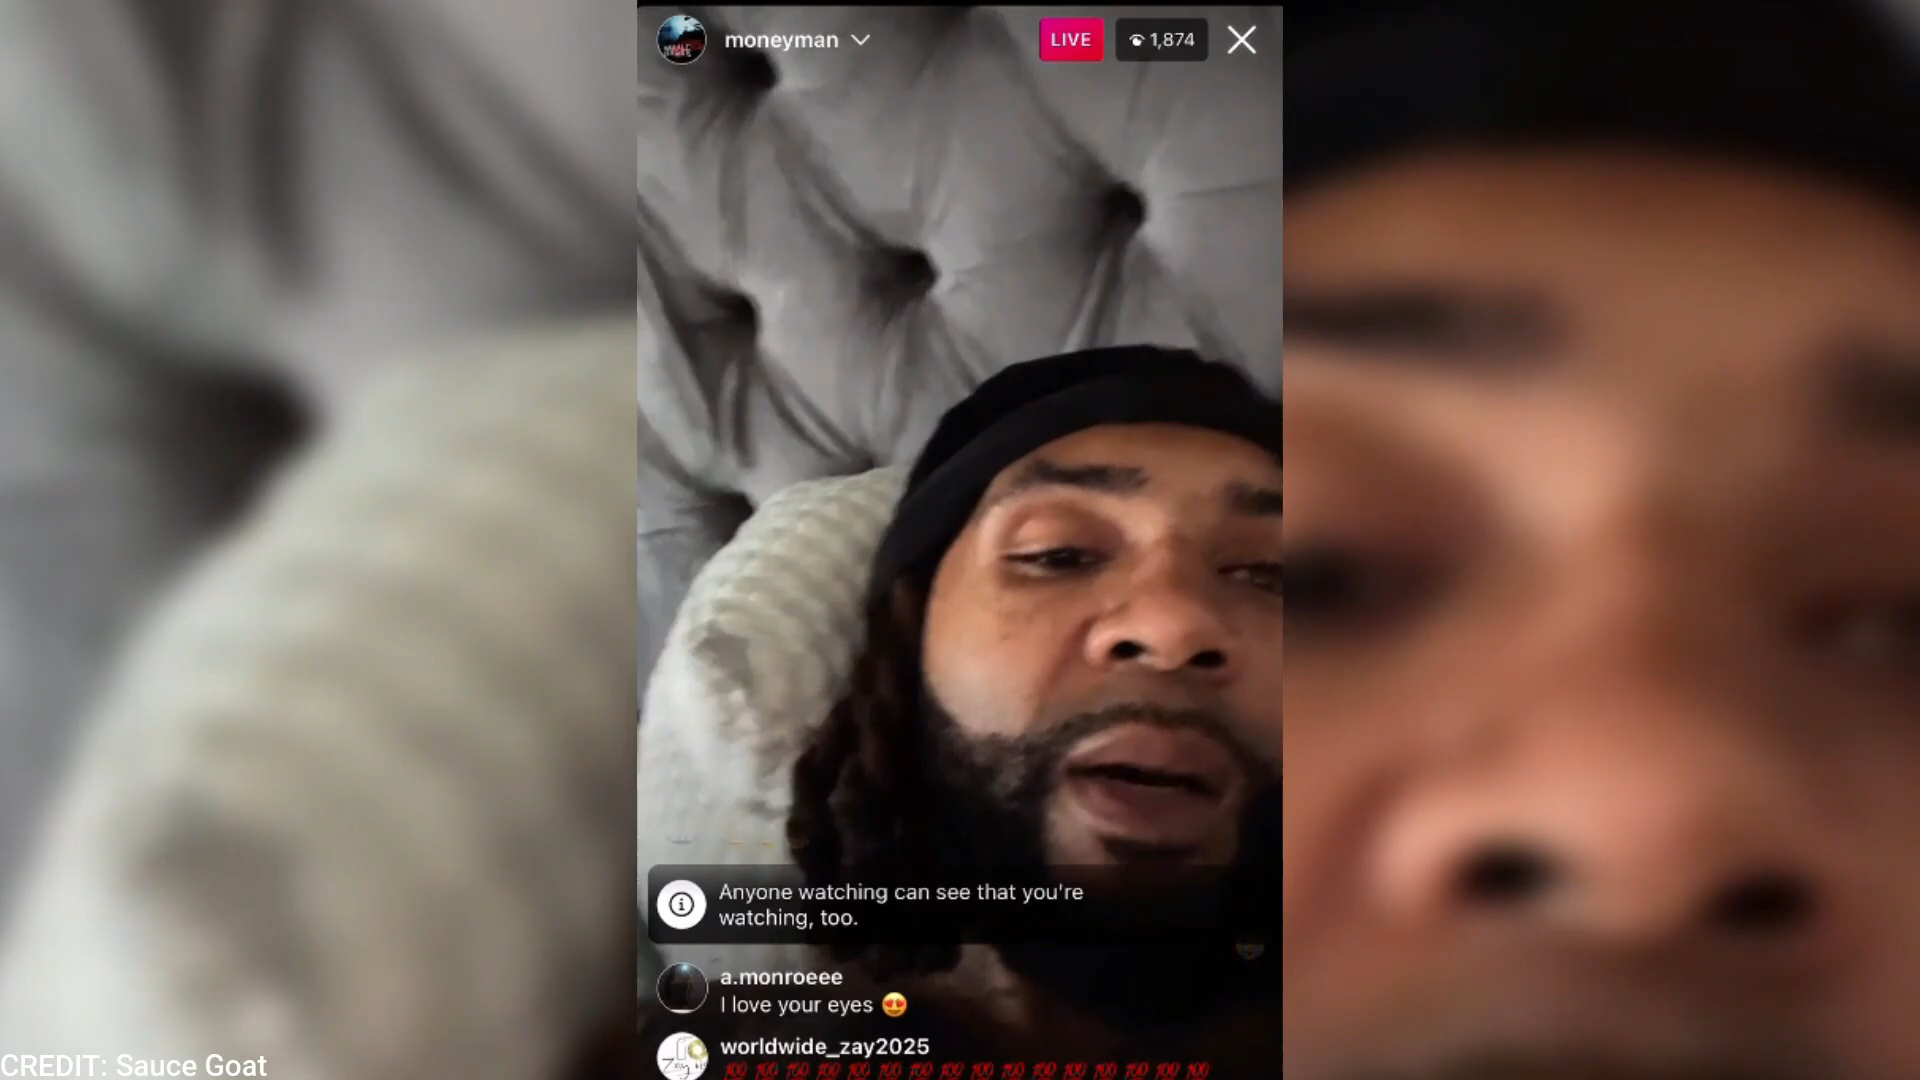 moneyman
LIVE
1,874
Anyone watching can see that you're
watching, too.
a.monroeee
I love your eyes 😍
worldwide_zay2025
💯 💯 💯 💯 💯 💯 💯 💯 💯 💯 💯 💯 💯 💯 💯 💯
CREDIT: Sauce Goat